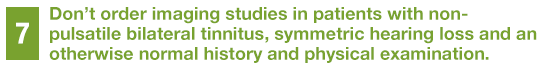 7
Don't order imaging studies in patients with non-
pulsatile bilateral tinnitus, symmetric hearing loss and an
otherwise normal history and physical examination.